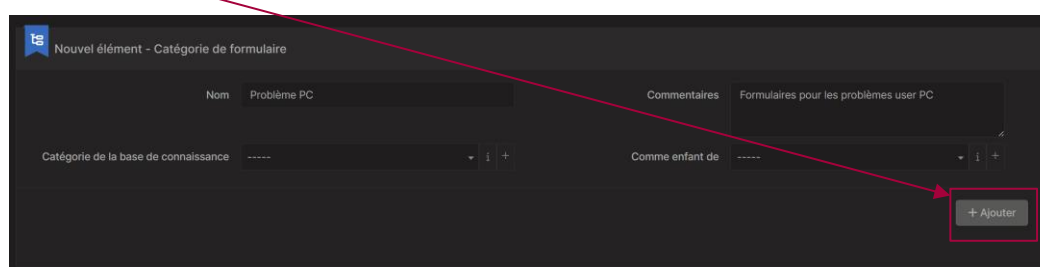 Nouvel élément - Catégorie de formulaire
Nom Problème PC Commentaires Formulaires pour les problèmes user PC
Catégorie de la base de connaissance ----- i + Comme enfant de ----- i +
+ Ajouter